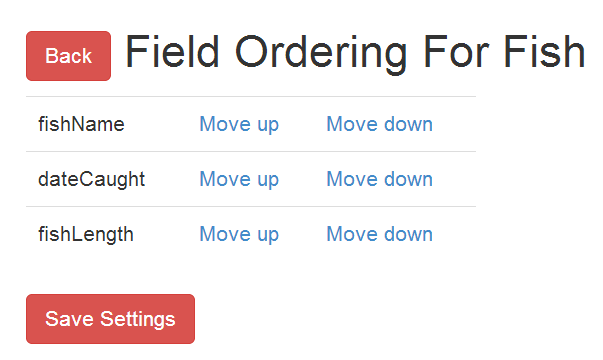 Back Field Ordering For Fish
fishName Move up Move down
dateCaught Move up Move down
fishLength Move up Move down
Save Settings